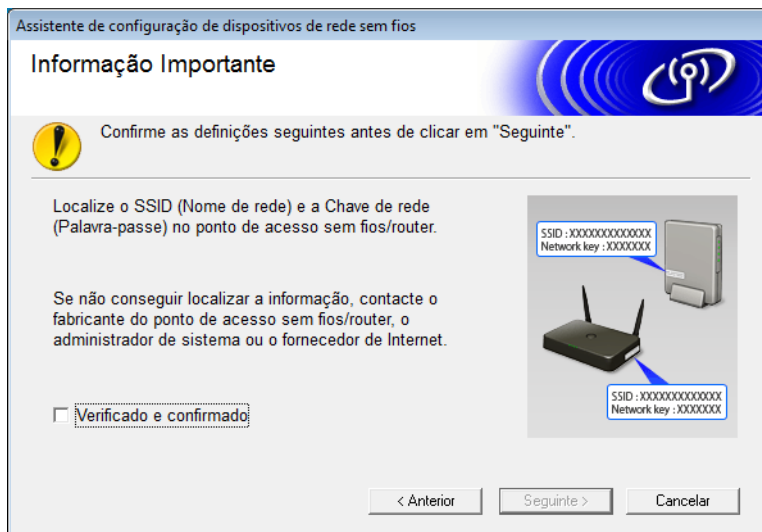 Assistente de configuração de dispositivos de rede sem fios
Informação Importante
Confirme as definições seguintes antes de clicar em "Seguinte".
Localize o SSID (Nome de rede) e a Chave de rede
(Palavra-passe) no ponto de acesso sem fios/router.
SSID : XXXXXXXXXXXXX
Network key : XXXXXXX
Se não conseguir localizar a informação, contacte o
fabricante do ponto de acesso sem fios/router, o
administrador de sistema ou o fornecedor de Internet.
SSID : XXXXXXXXXXXXX
Network key : XXXXXXX
Verificado e confirmado
< Anterior
Seguinte >
Cancelar